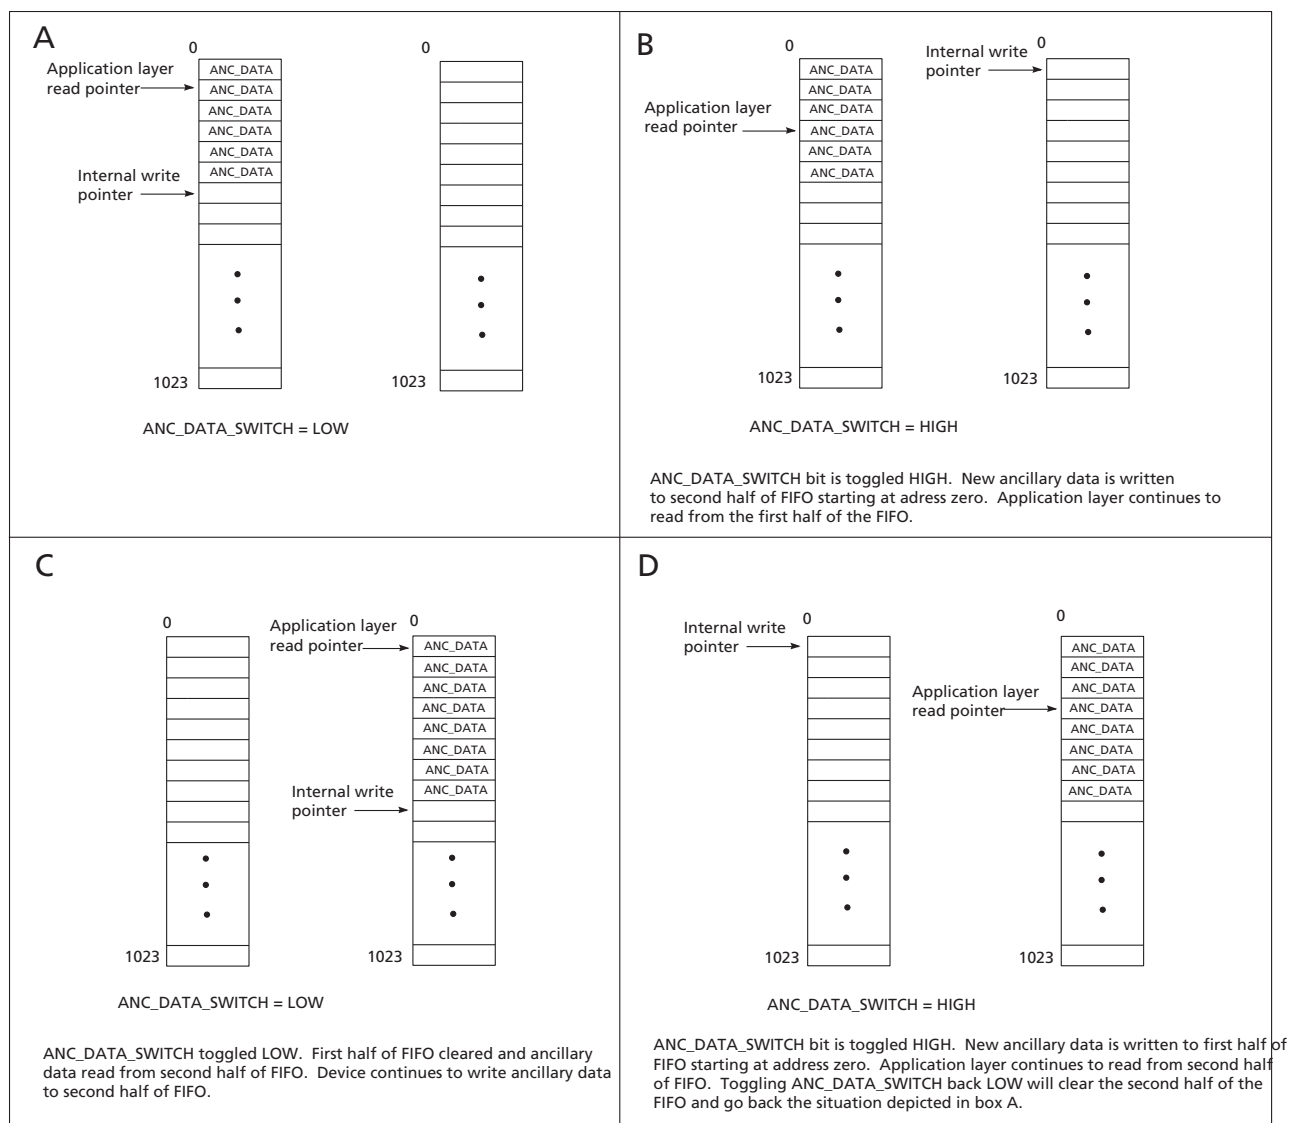 A
0
0
Application layer
read pointer
ANC_DATA
ANC_DATA
ANC_DATA
ANC_DATA
ANC_DATA
ANC_DATA
Internal write
pointer
1023
1023
ANC_DATA_SWITCH = LOW
B
0
0
Internal write
pointer
Application layer
read pointer
ANC_DATA
ANC_DATA
ANC_DATA
ANC_DATA
ANC_DATA
ANC_DATA
1023
1023
ANC_DATA_SWITCH = HIGH
ANC_DATA_SWITCH bit is toggled HIGH. New ancillary data is written
to second half of FIFO starting at adress zero. Application layer continues to
read from the first half of the FIFO.
C
0
0
Application layer
read pointer
ANC_DATA
ANC_DATA
ANC_DATA
ANC_DATA
ANC_DATA
ANC_DATA
ANC_DATA
ANC_DATA
Internal write
pointer
1023
1023
ANC_DATA_SWITCH = LOW
ANC_DATA_SWITCH toggled LOW. First half of FIFO cleared and ancillary
data read from second half of FIFO. Device continues to write ancillary data
to second half of FIFO.
D
0
0
Internal write
pointer
Application layer
read pointer
ANC_DATA
ANC_DATA
ANC_DATA
ANC_DATA
ANC_DATA
ANC_DATA
ANC_DATA
ANC_DATA
1023
1023
ANC_DATA_SWITCH = HIGH
ANC_DATA_SWITCH bit is toggled HIGH. New ancillary data is written to first half of
FIFO starting at address zero. Application layer continues to read from second half
of FIFO. Toggling ANC_DATA_SWITCH back LOW will clear the second half of the
FIFO and go back the situation depicted in box A.